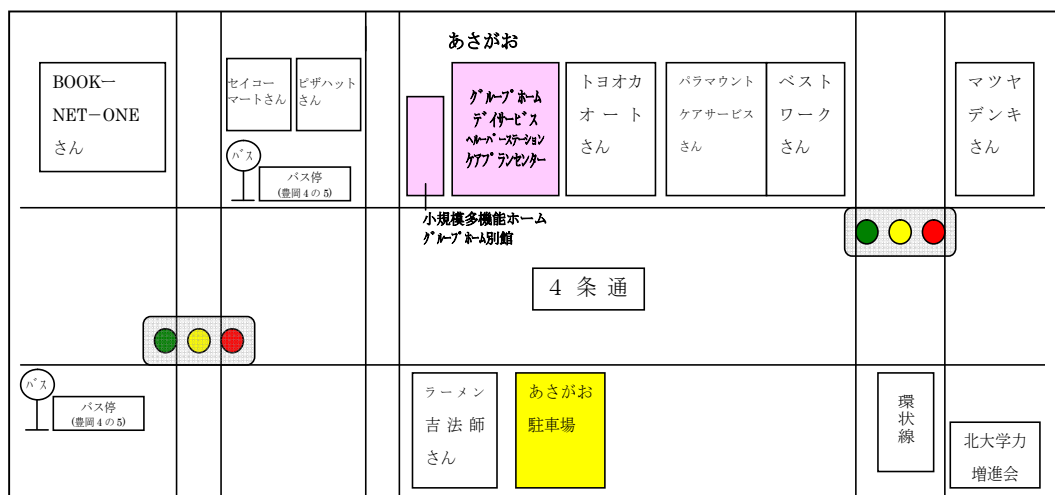 あさがお
BOOK－
NET－ONE
さん
セイコー
マートさん
ピザハット
さん
グループホーム
デイサービス
ヘルパーステーション
ケアプランセンター
トヨオカ
オート
さん
パラマウント
ケアサービス
さん
ベスト
ワーク
さん
マツヤ
デンキ
さん
バス
バス停
(豊岡４の５)
小規模多機能ホーム
グループホーム別館
４条通
バス
バス停
(豊岡４の５)
ラーメン
吉法師
さん
あさがお
駐車場
環状線
北大学力
増進会